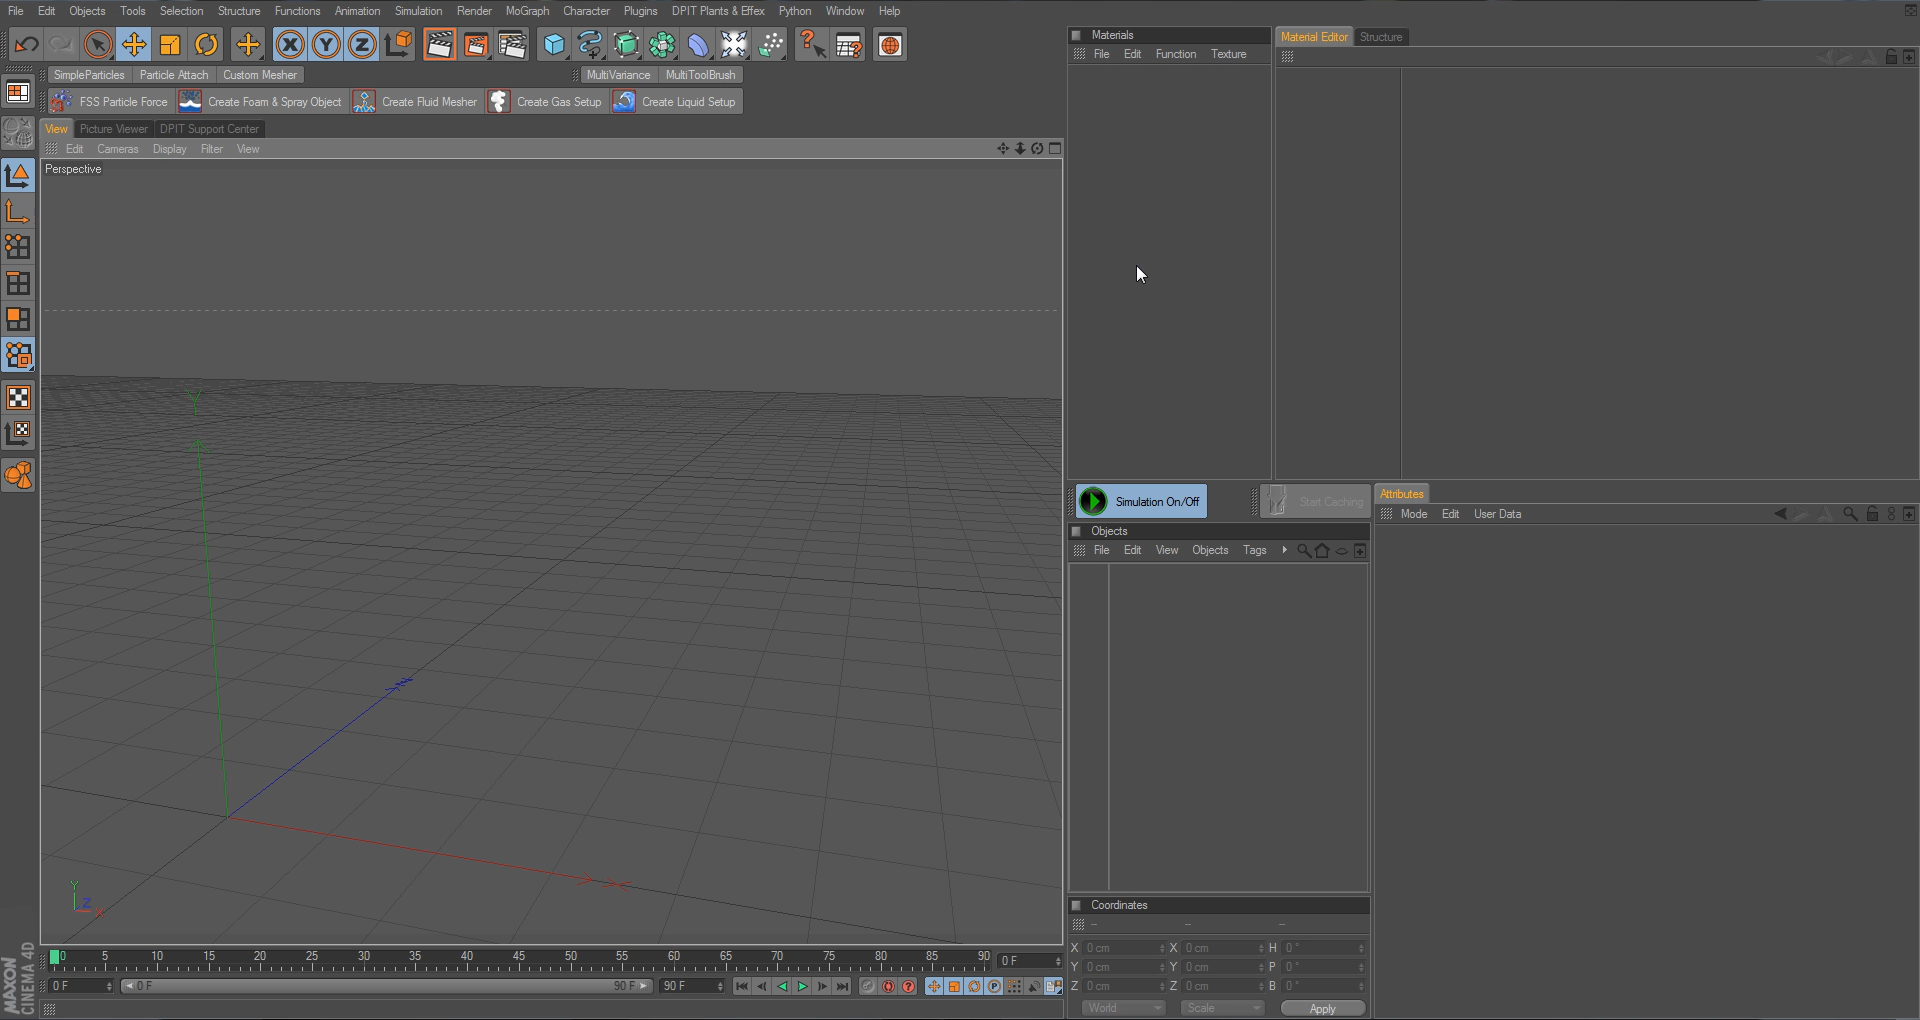 File Edit Objects Tools Selection Structure Functions Animation Simulation Render MoGraph Character Plugins DPIT Plants & Effex Python Window Help
X Y Z
SimpleParticles Particle Attach Custom Mesher MultiVariance MultiToolBrush
FSS Particle Force Create Foam & Spray Object Create Fluid Mesher Create Gas Setup Create Liquid Setup
View Picture Viewer DPIT Support Center
Edit Cameras Display Filter View
Perspective
Y
Y
Z
X
0 5 10 15 20 25 30 35 40 45 50 55 60 65 70 75 80 85 90 0 F
0 F 0 F 90 F 90 F
MAXON
CINEMA 4D
Materials
File Edit Function Texture
Material Editor Structure
Simulation On/Off Start Caching
Objects
File Edit View Objects Tags
Attributes
Mode Edit User Data
Coordinates
-- -- --
X 0 cm X 0 cm H 0 °
Y 0 cm Y 0 cm P 0 °
Z 0 cm Z 0 cm B 0 °
World Scale Apply